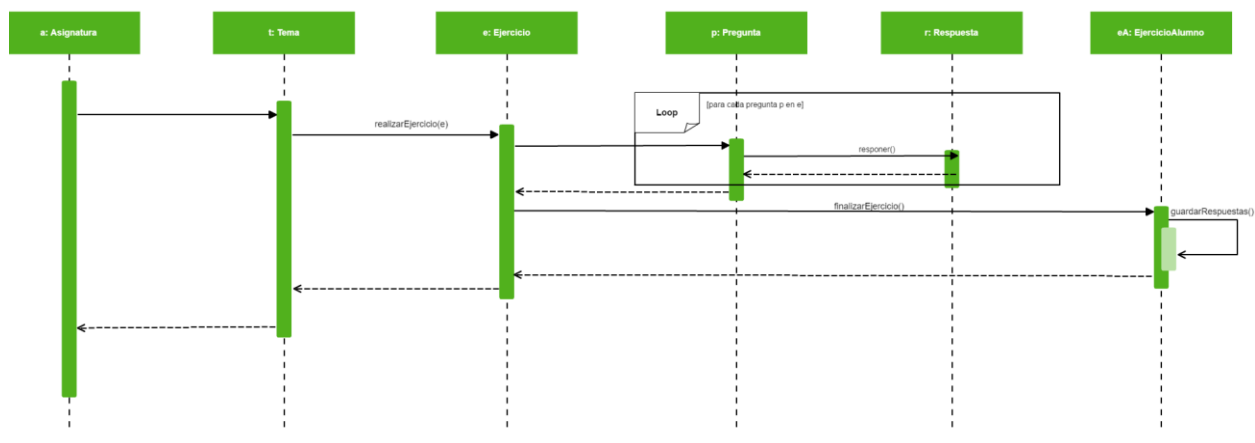 a: Asignatura
t: Tema
e: Ejercicio
p: Pregunta
r: Respuesta
eA: EjercicioAlumno
Loop
[para cada pregunta p en e]
realizarEjercicio(e)
responer()
finalizarEjercicio()
guardarRespuestas()